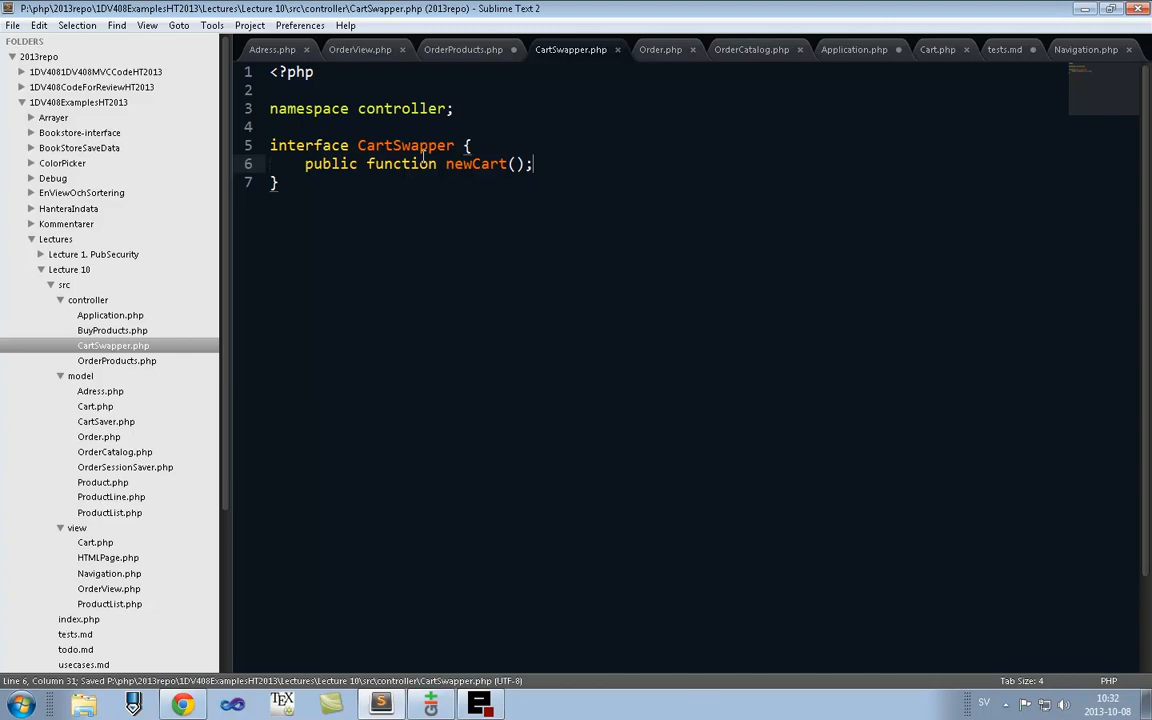 P:\php\2013repo\1DV408ExamplesHT2013\Lectures\Lecture 10\src\controller\CartSwapper.php (2013repo) - Sublime Text 2
File Edit Selection Find View Goto Tools Project Preferences Help
FOLDERS
2013repo
1DV4081DV408MVCCodeHT2013
1DV408CodeForReviewHT2013
1DV408ExamplesHT2013
Arrayer
Bookstore-interface
BookStoreSaveData
ColorPicker
Debug
EnViewOchSortering
HanteraIndata
Kommentarer
Lectures
Lecture 1. PubSecurity
Lecture 10
src
controller
Application.php
BuyProducts.php
CartSwapper.php
OrderProducts.php
model
Adress.php
Cart.php
CartSaver.php
Order.php
OrderCatalog.php
OrderSessionSaver.php
Product.php
ProductLine.php
ProductList.php
view
Cart.php
HTMLPage.php
Navigation.php
OrderView.php
ProductList.php
index.php
tests.md
todo.md
usecases.md
Adress.php OrderView.php OrderProducts.php CartSwapper.php Order.php OrderCatalog.php Application.php Cart.php tests.md Navigation.php
1 <?php
2
3 namespace controller;
4
5 interface CartSwapper {
6 public function newCart();
7 }
Line 6, Column 31; Saved P:\php\2013repo\1DV408ExamplesHT2013\Lectures\Lecture 10\src\controller\CartSwapper.php (UTF-8) Tab Size: 4 PHP
SV 10:32
2013-10-08